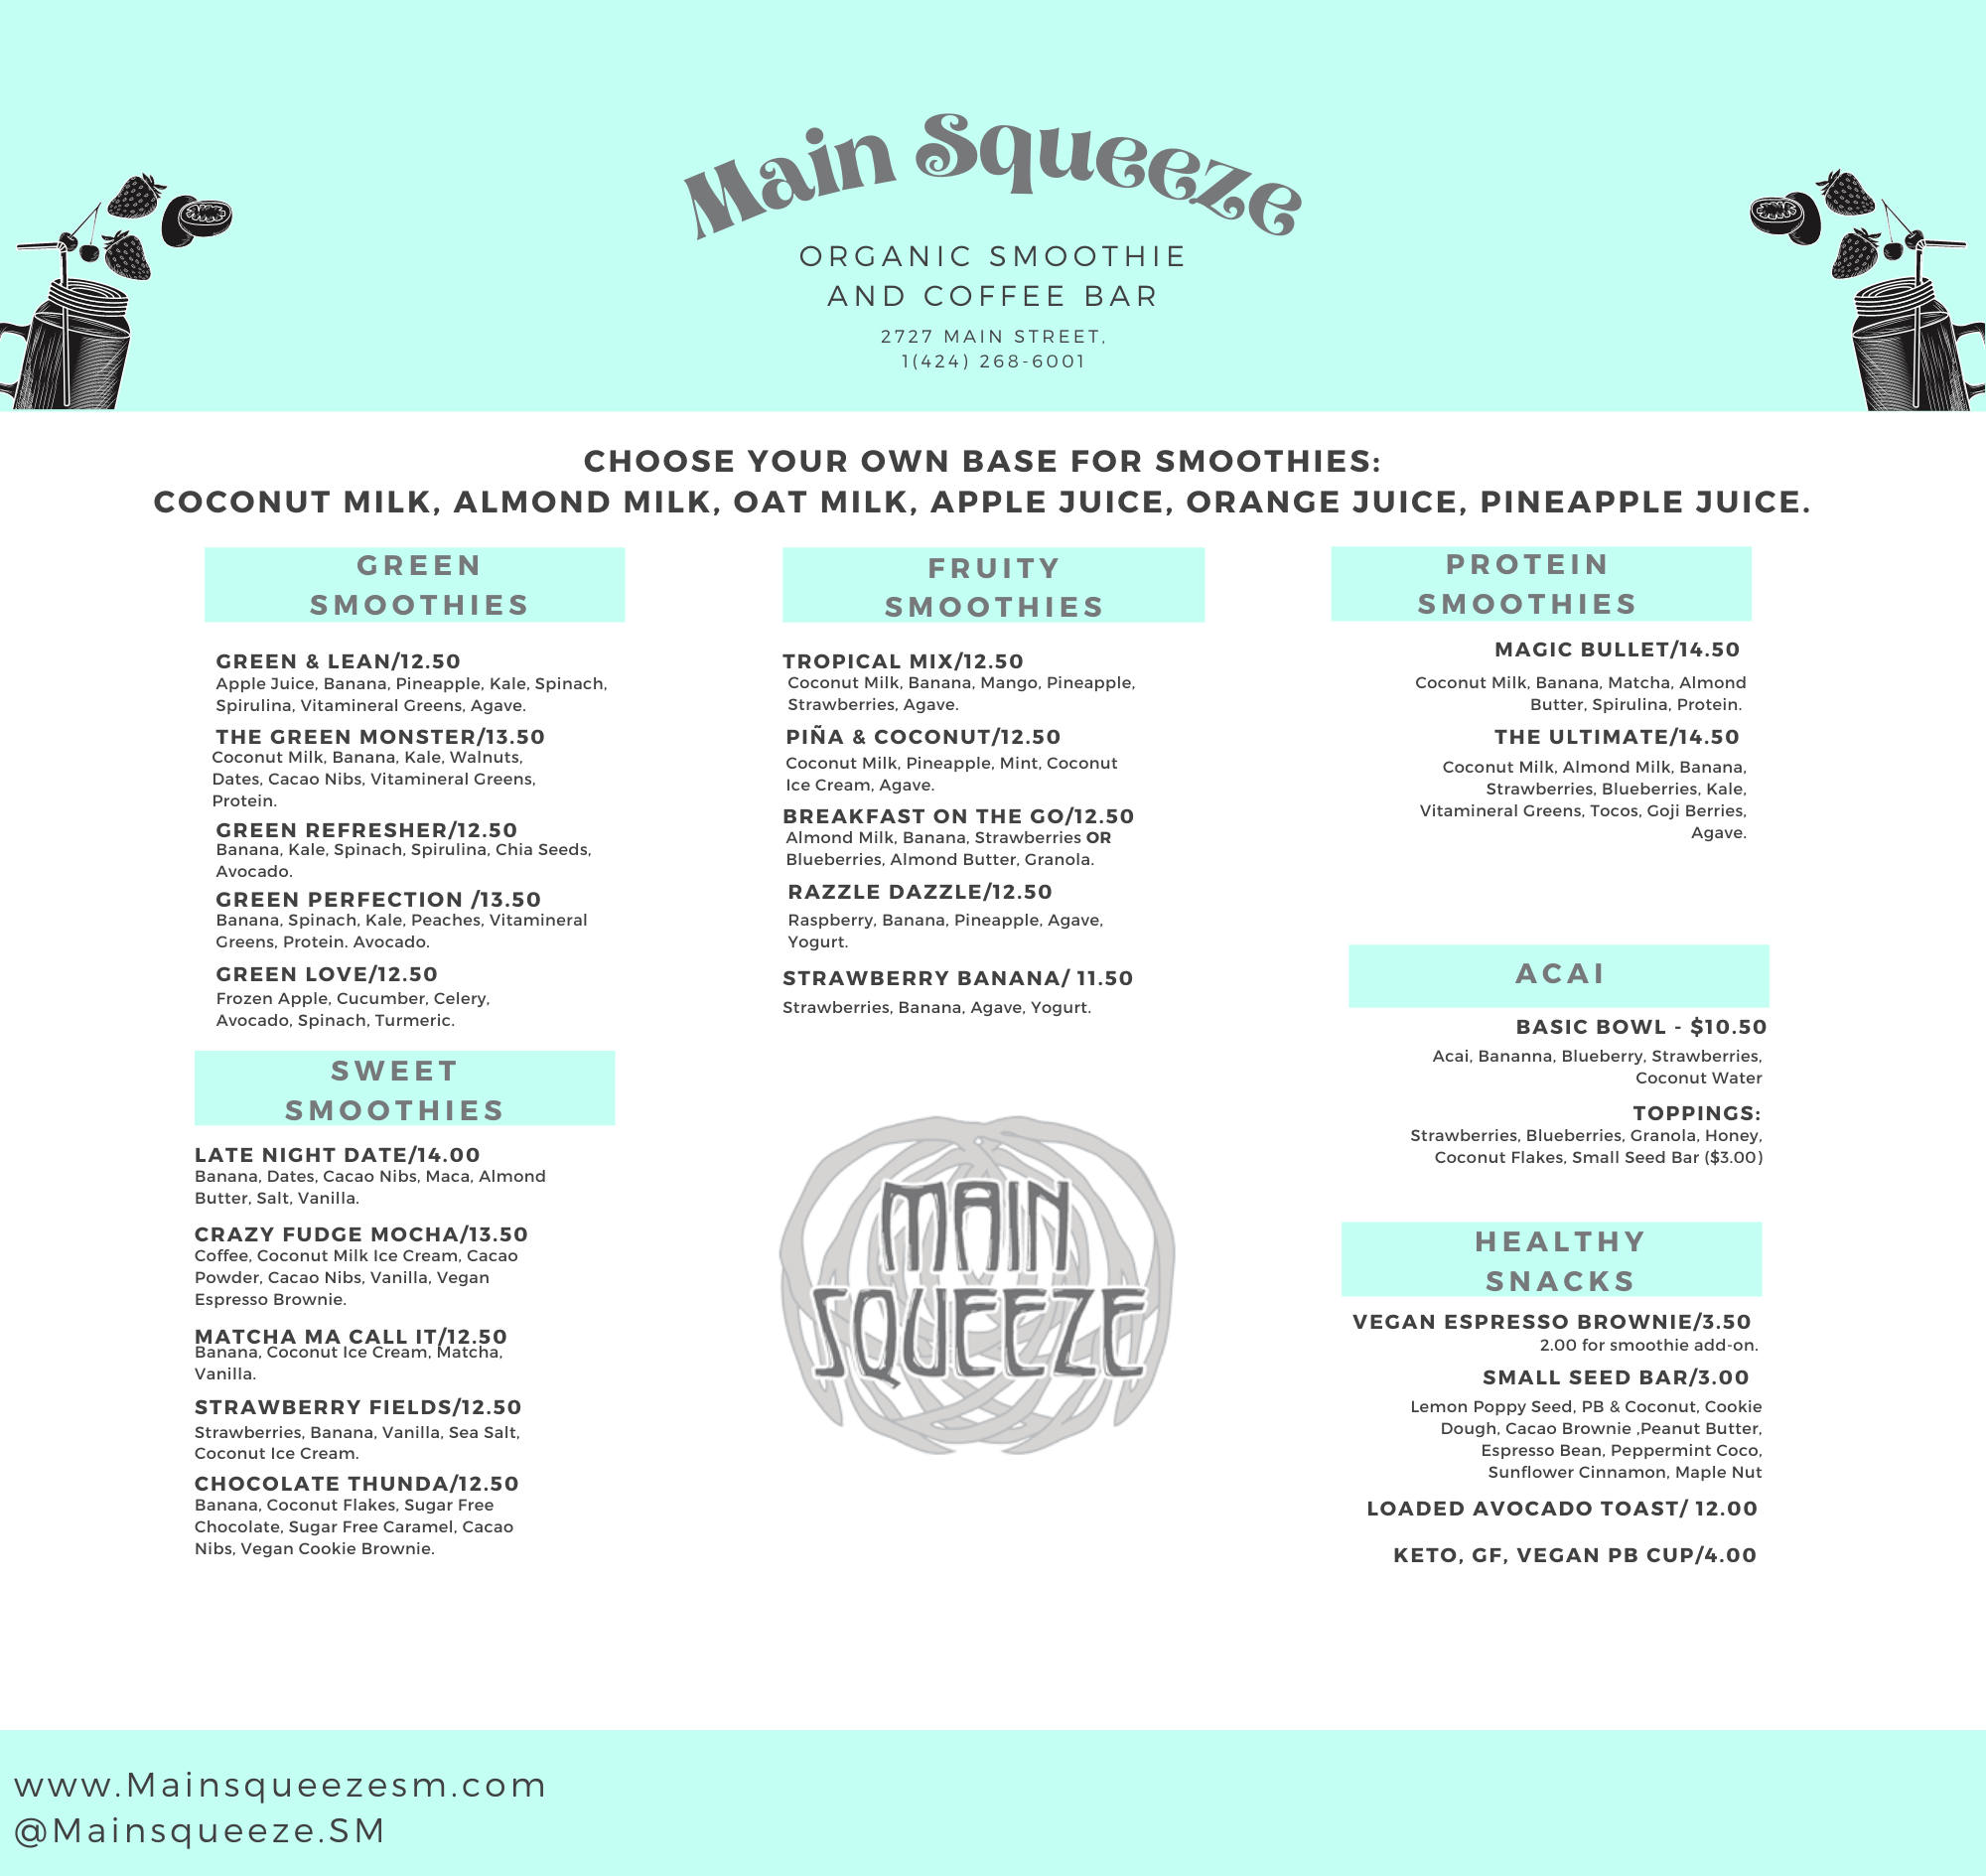 Main Squeeze
ORGANIC SMOOTHIE
AND COFFEE BAR
2727 MAIN STREET,
1(424) 268-6001
CHOOSE YOUR OWN BASE FOR SMOOTHIES:
COCONUT MILK, ALMOND MILK, OAT MILK, APPLE JUICE, ORANGE JUICE, PINEAPPLE JUICE.
GREEN
SMOOTHIES
GREEN & LEAN/12.50
Apple Juice, Banana, Pineapple, Kale, Spinach,
Spirulina, Vitamineral Greens, Agave.
THE GREEN MONSTER/13.50
Coconut Milk, Banana, Kale, Walnuts,
Dates, Cacao Nibs, Vitamineral Greens,
Protein.
GREEN REFRESHER/12.50
Banana, Kale, Spinach, Spirulina, Chia Seeds,
Avocado.
GREEN PERFECTION /13.50
Banana, Spinach, Kale, Peaches, Vitamineral
Greens, Protein. Avocado.
GREEN LOVE/12.50
Frozen Apple, Cucumber, Celery,
Avocado, Spinach, Turmeric.
SWEET
SMOOTHIES
LATE NIGHT DATE/14.00
Banana, Dates, Cacao Nibs, Maca, Almond
Butter, Salt, Vanilla.
CRAZY FUDGE MOCHA/13.50
Coffee, Coconut Milk Ice Cream, Cacao
Powder, Cacao Nibs, Vanilla, Vegan
Espresso Brownie.
MATCHA MA CALL IT/12.50
Banana, Coconut Ice Cream, Matcha,
Vanilla.
STRAWBERRY FIELDS/12.50
Strawberries, Banana, Vanilla, Sea Salt,
Coconut Ice Cream.
CHOCOLATE THUNDA/12.50
Banana, Coconut Flakes, Sugar Free
Chocolate, Sugar Free Caramel, Cacao
Nibs, Vegan Cookie Brownie.
FRUITY
SMOOTHIES
TROPICAL MIX/12.50
Coconut Milk, Banana, Mango, Pineapple,
Strawberries, Agave.
PIÑA & COCONUT/12.50
Coconut Milk, Pineapple, Mint, Coconut
Ice Cream, Agave.
BREAKFAST ON THE GO/12.50
Almond Milk, Banana, Strawberries OR
Blueberries, Almond Butter, Granola.
RAZZLE DAZZLE/12.50
Raspberry, Banana, Pineapple, Agave,
Yogurt.
STRAWBERRY BANANA/ 11.50
Strawberries, Banana, Agave, Yogurt.
MAIN
SQUEEZE
PROTEIN
SMOOTHIES
MAGIC BULLET/14.50
Coconut Milk, Banana, Matcha, Almond
Butter, Spirulina, Protein.
THE ULTIMATE/14.50
Coconut Milk, Almond Milk, Banana,
Strawberries, Blueberries, Kale,
Vitamineral Greens, Tocos, Goji Berries,
Agave.
ACAI
BASIC BOWL - $10.50
Acai, Bananna, Blueberry, Strawberries,
Coconut Water
TOPPINGS:
Strawberries, Blueberries, Granola, Honey,
Coconut Flakes, Small Seed Bar ($3.00)
HEALTHY
SNACKS
VEGAN ESPRESSO BROWNIE/3.50
2.00 for smoothie add-on.
SMALL SEED BAR/3.00
Lemon Poppy Seed, PB & Coconut, Cookie
Dough, Cacao Brownie ,Peanut Butter,
Espresso Bean, Peppermint Coco,
Sunflower Cinnamon, Maple Nut
LOADED AVOCADO TOAST/ 12.00
KETO, GF, VEGAN PB CUP/4.00
www.Mainsqueezesm.com
@Mainsqueeze.SM